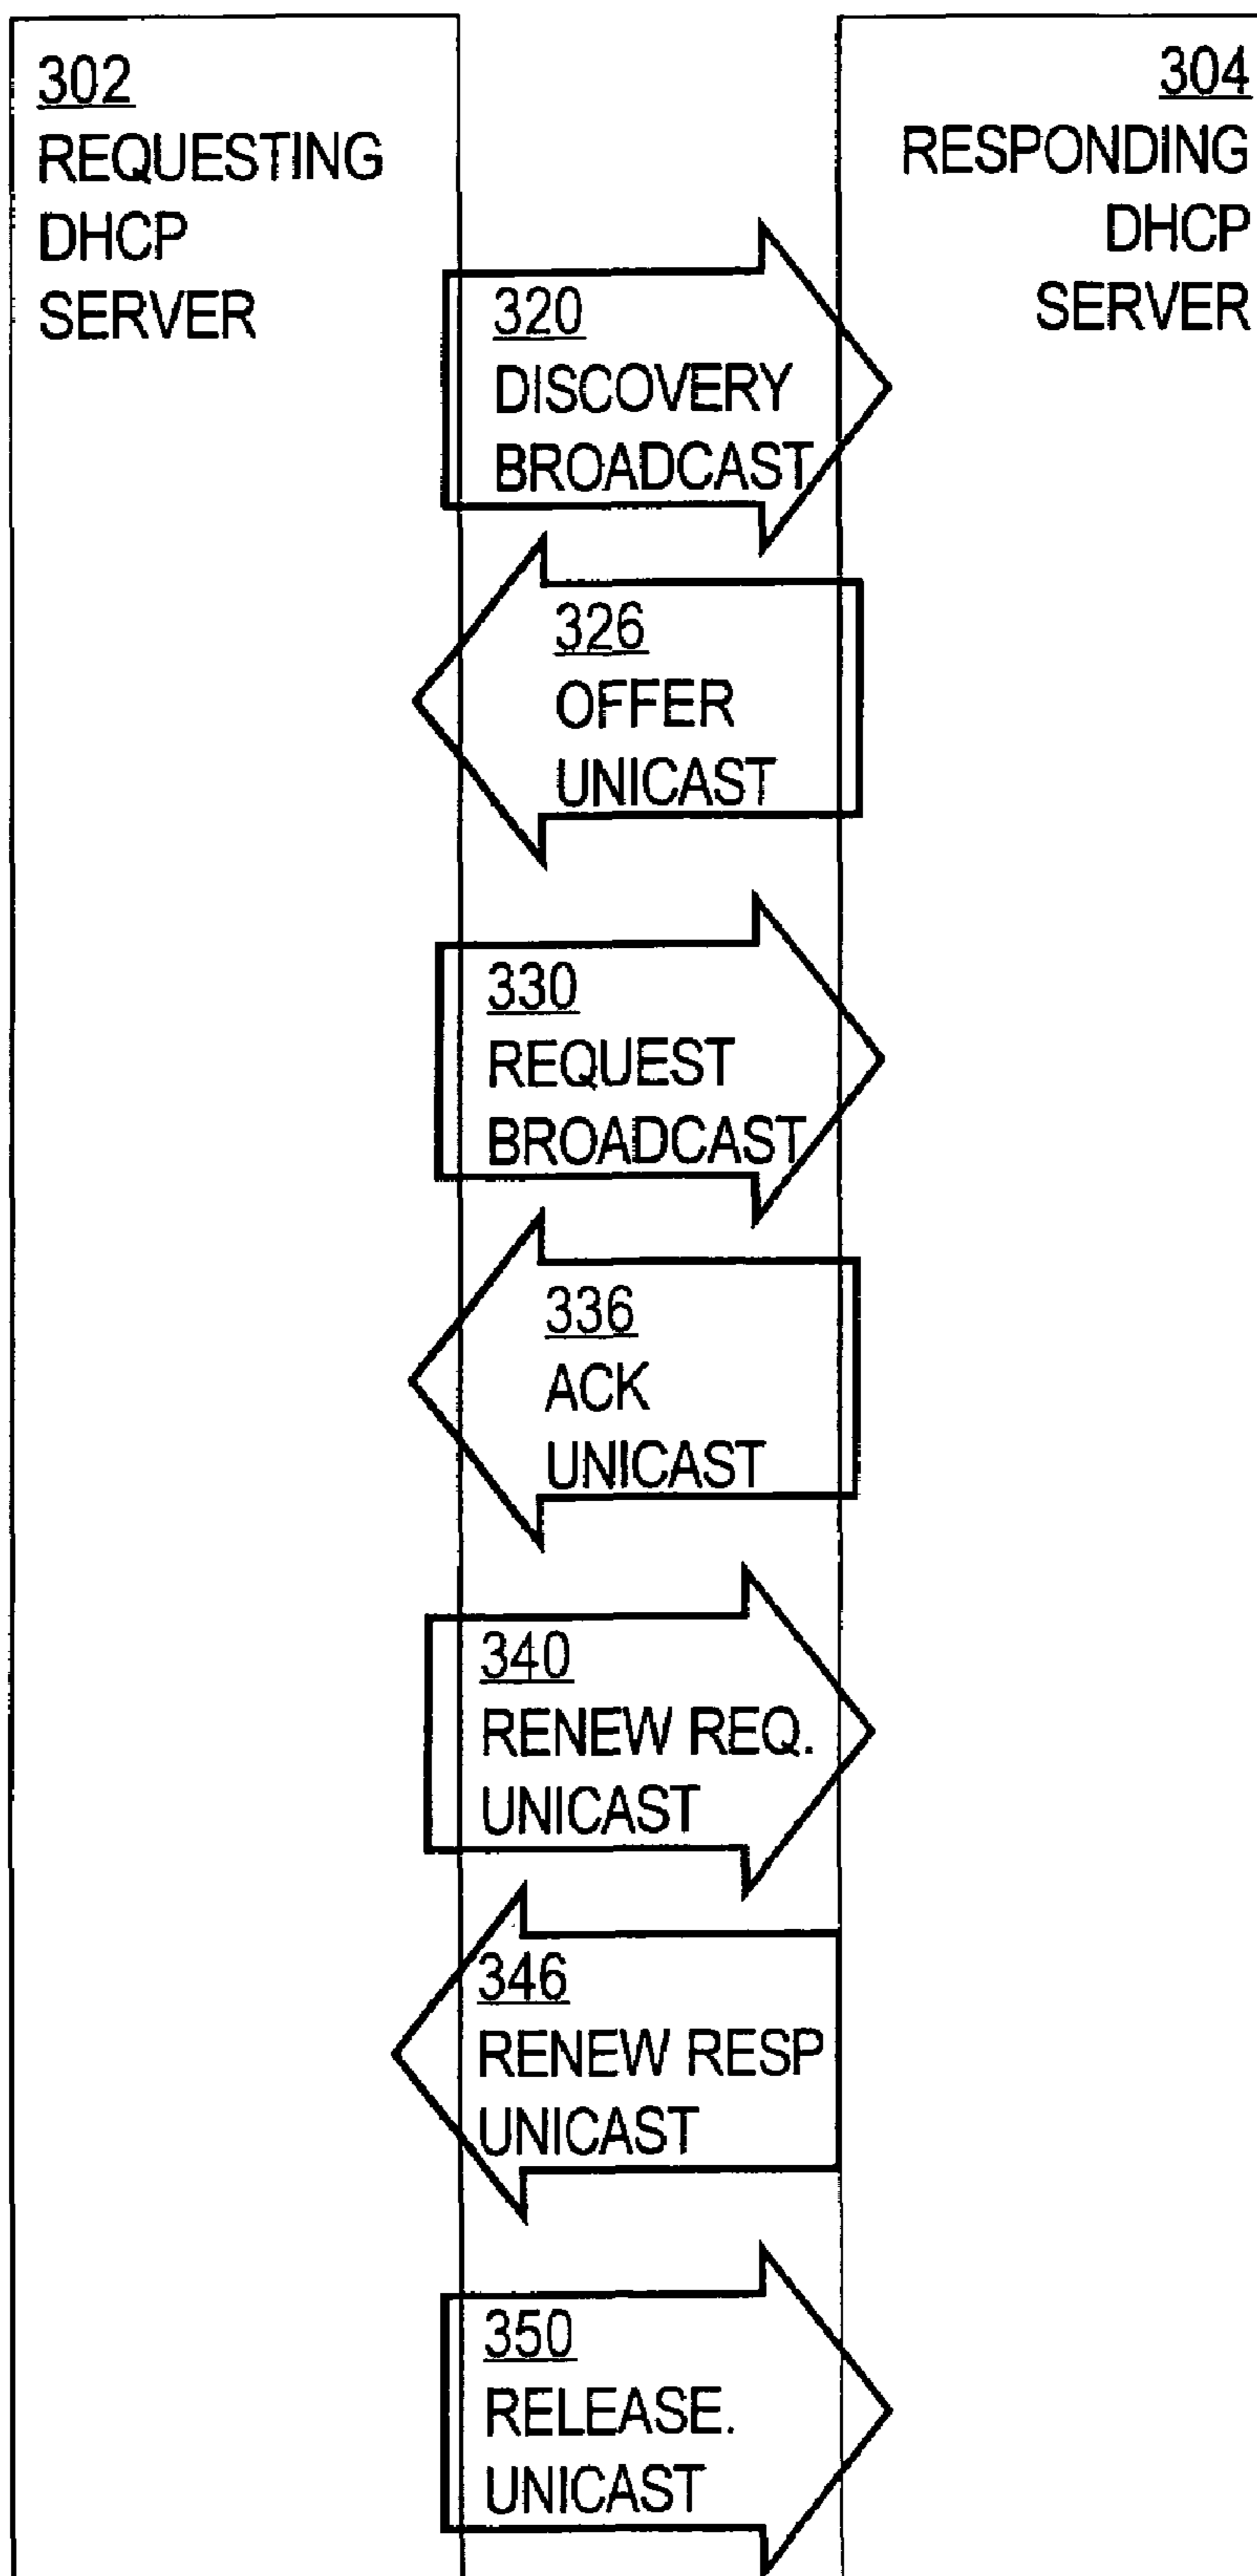 302
REQUESTING
DHCP
SERVER
304
RESPONDING
DHCP
SERVER
320
DISCOVERY
BROADCAST
326
OFFER
UNICAST
330
REQUEST
BROADCAST
336
ACK
UNICAST
340
RENEW REQ.
UNICAST
346
RENEW RESP
UNICAST
350
RELEASE.
UNICAST